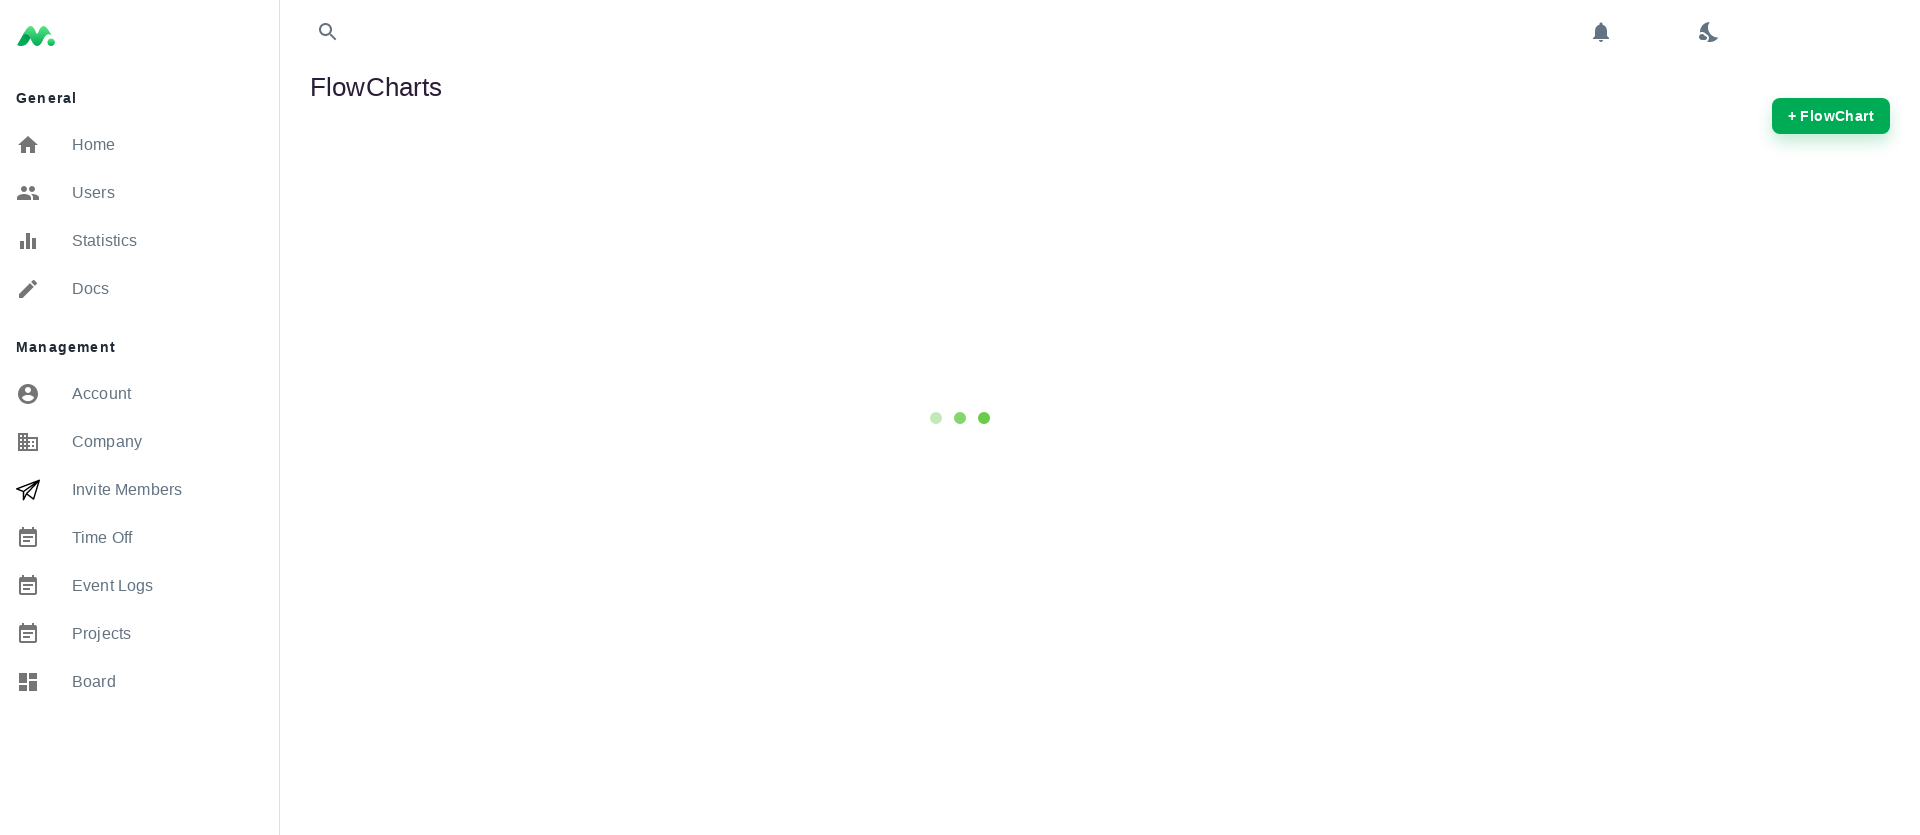 General
Home
Users
Statistics
Docs
Management
Account
Company
Invite Members
Time Off
Event Logs
Projects
Board
FlowCharts
+ FlowChart